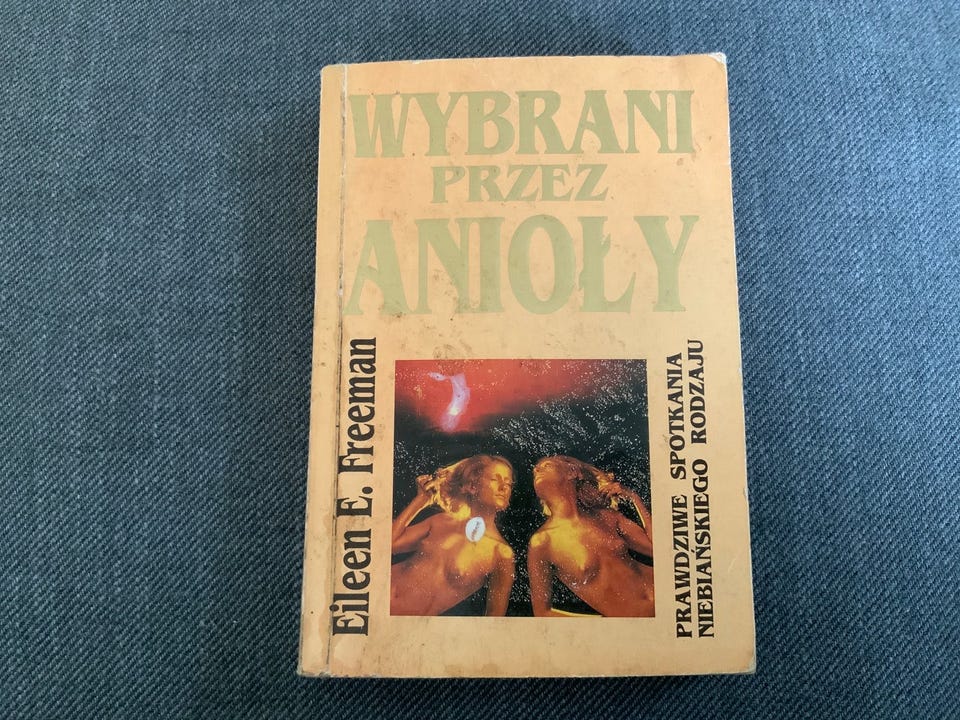 WYBRANI
PRZEZ
ANIOŁY
Eileen E. Freeman
PRAWDZIWE SPOTKANIA
NIEBIAŃSKIEGO RODZAJU